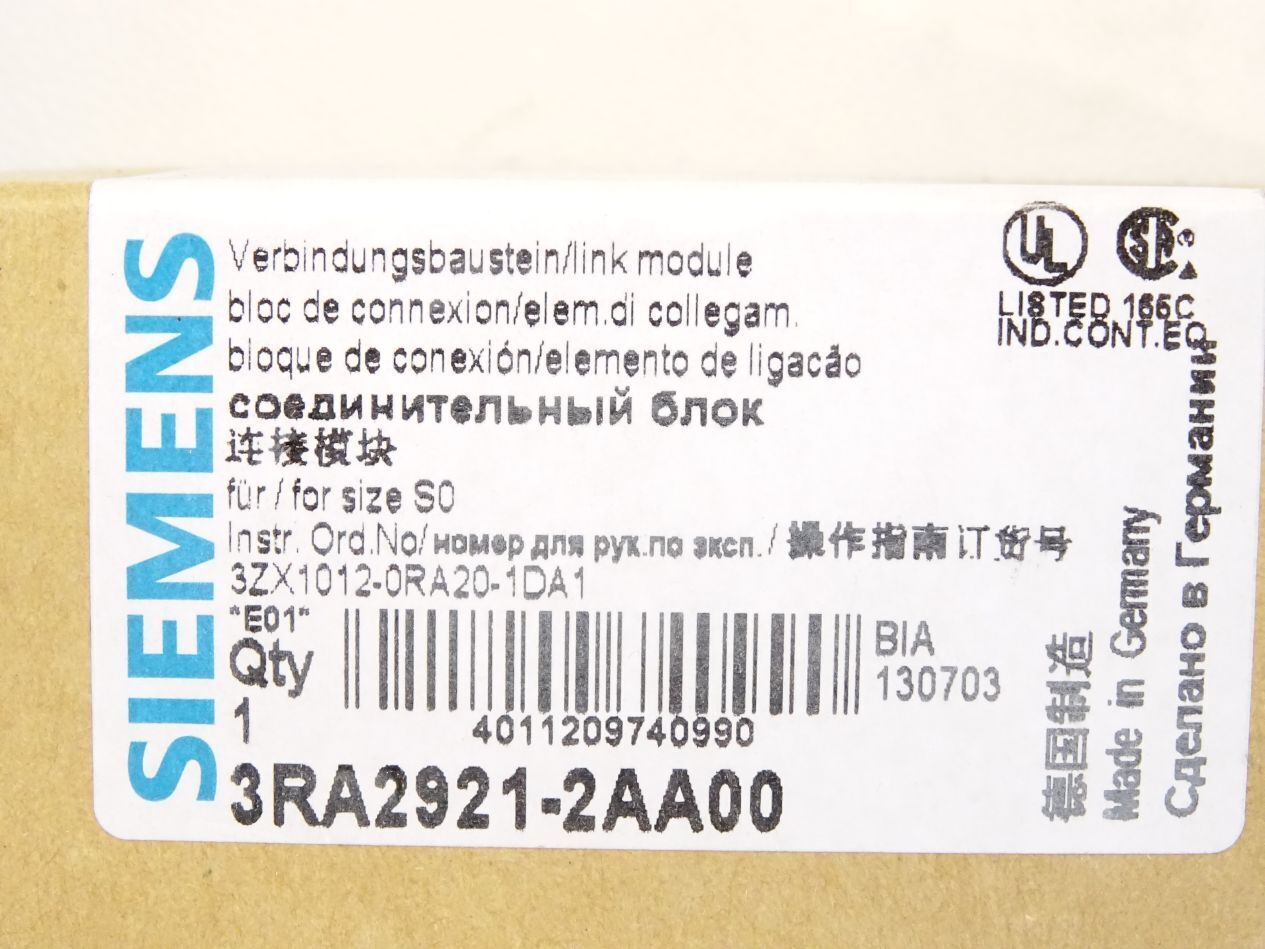 SIEMENS
Verbindungsbaustein/link module
bloc de connexion/elem.di collegam.
bloque de conexión/elemento de ligacão
соединительный блок
连接模块
für / for size S0
Instr. Ord.No/номер для рук.по эксп./操作指南订货号
3ZX1012-0RA20-1DA1
"E01"
Qty
1
4011209740990
BIA
130703
3RA2921-2AA00
UL
LISTED 165C
IND.CONT.EQ
德国制造
Made in Germany
Сделано в Германии